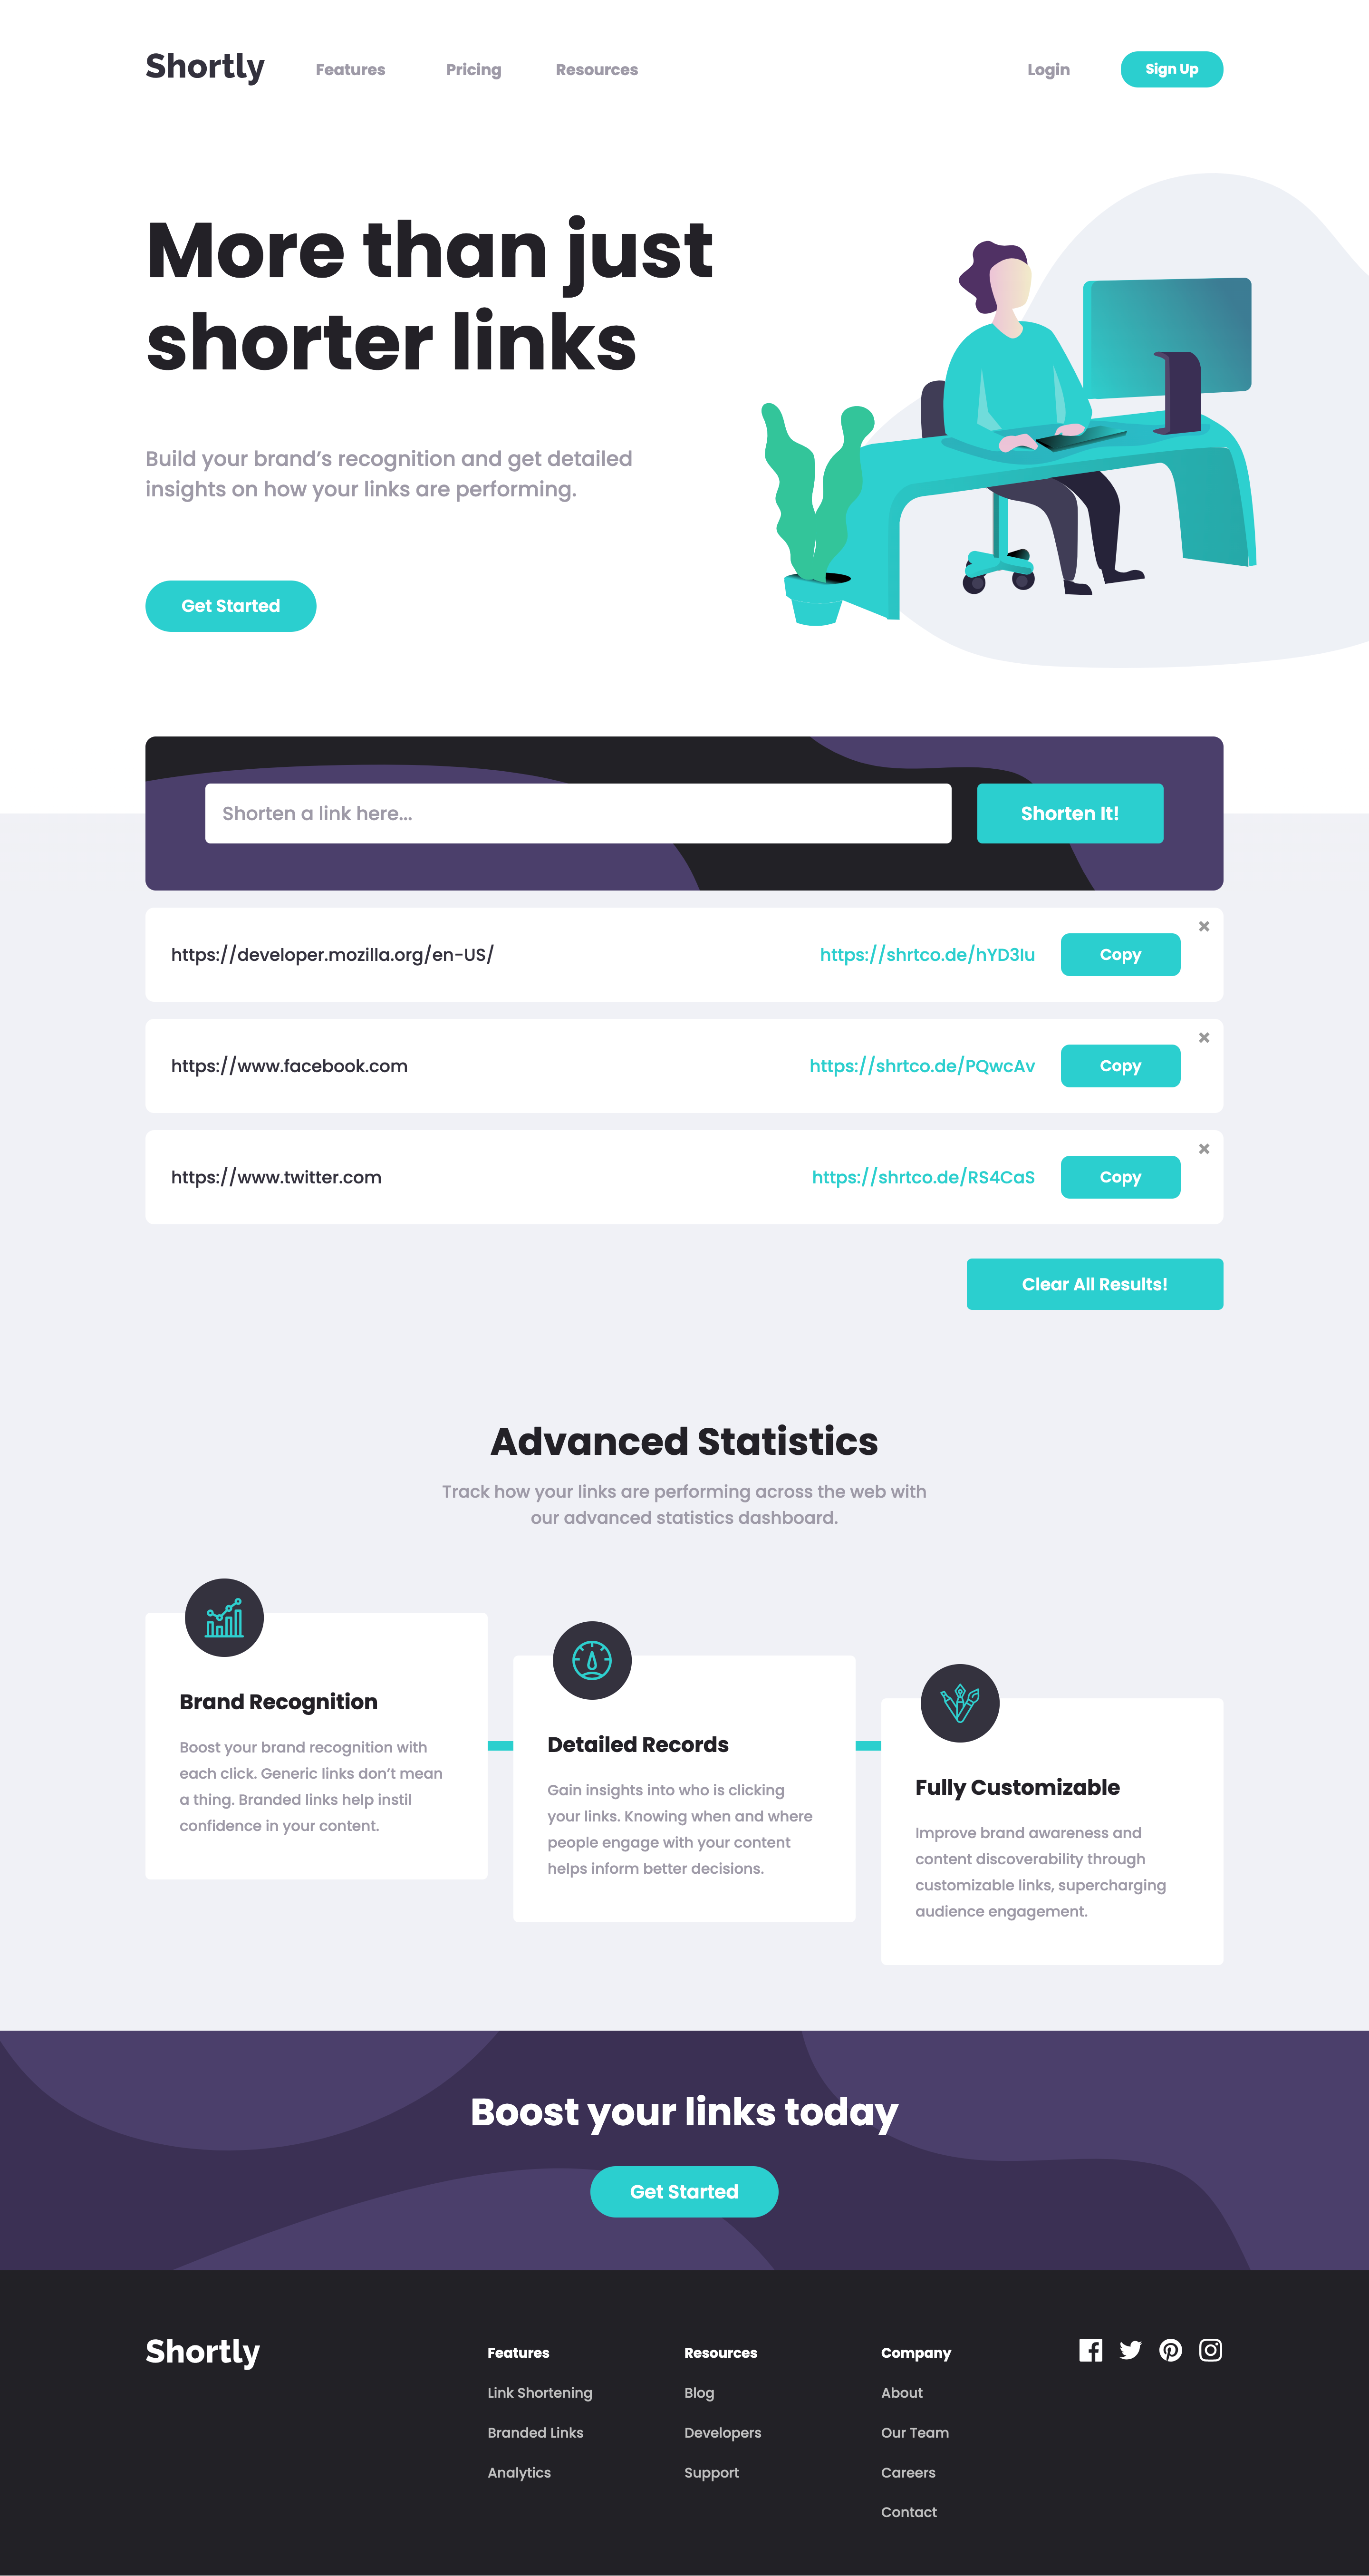 Shortly
Features
Pricing
Resources
Login
Sign Up
More than just
shorter links
Build your brand’s recognition and get detailed
insights on how your links are performing.
Get Started
Shorten a link here...
Shorten It!
https://developer.mozilla.org/en-US/
https://shrtco.de/hYD3Iu
Copy
https://www.facebook.com
https://shrtco.de/PQwcAv
Copy
https://www.twitter.com
https://shrtco.de/RS4CaS
Copy
Clear All Results!
Advanced Statistics
Track how your links are performing across the web with
our advanced statistics dashboard.
Brand Recognition
Boost your brand recognition with
each click. Generic links don’t mean
a thing. Branded links help instil
confidence in your content.
Detailed Records
Gain insights into who is clicking
your links. Knowing when and where
people engage with your content
helps inform better decisions.
Fully Customizable
Improve brand awareness and
content discoverability through
customizable links, supercharging
audience engagement.
Boost your links today
Get Started
Shortly
Features
Link Shortening
Branded Links
Analytics
Resources
Blog
Developers
Support
Company
About
Our Team
Careers
Contact